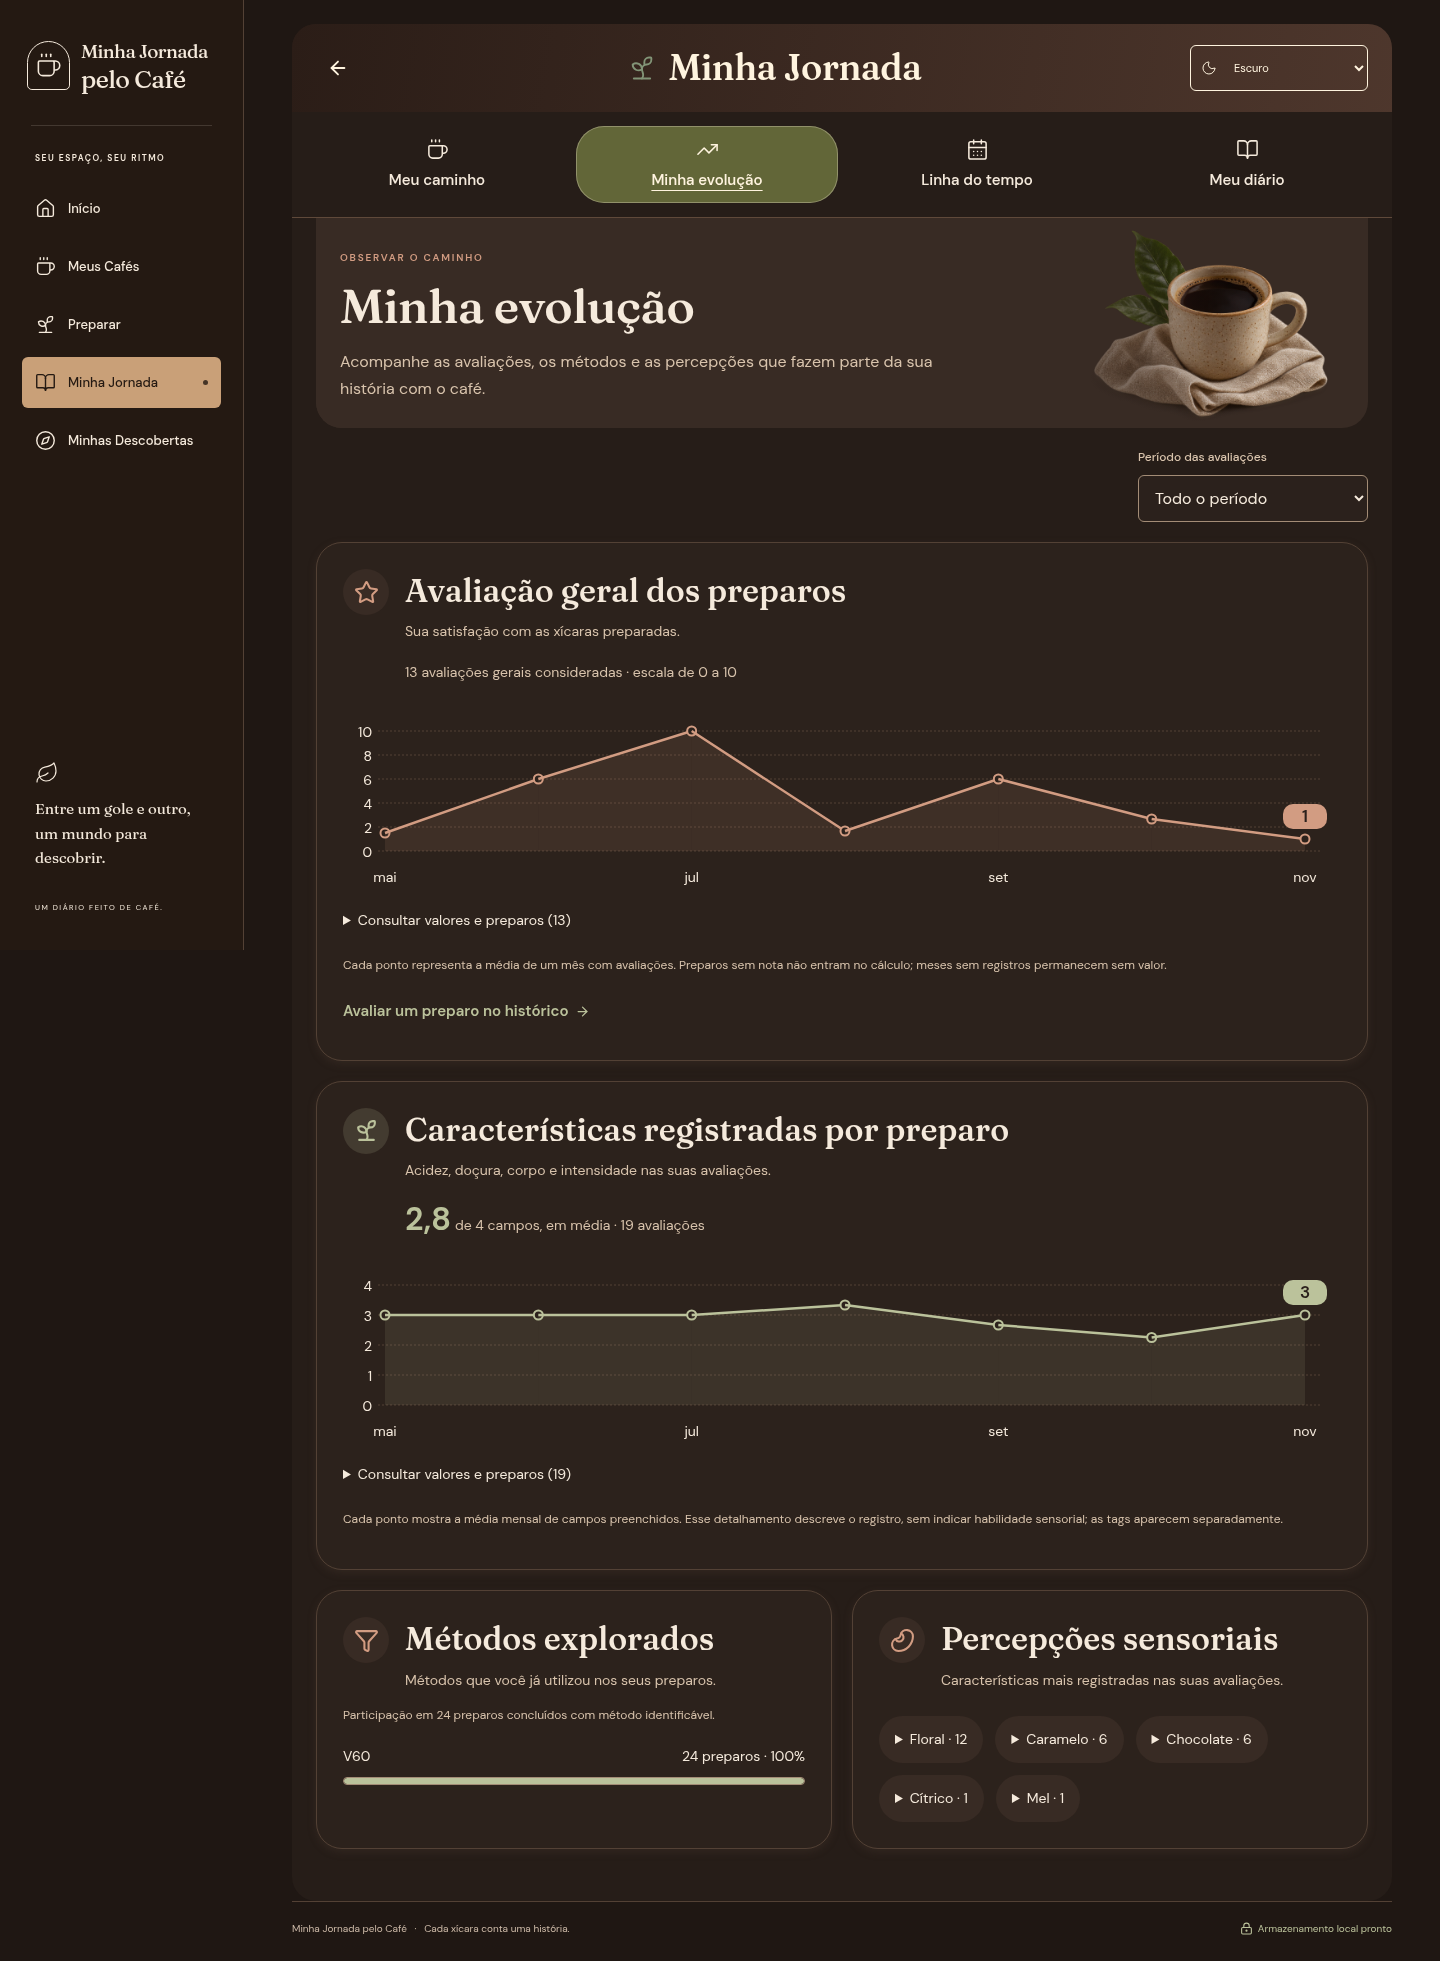 Minha Jornada
pelo Café
SEU ESPAÇO, SEU RITMO
Início
Meus Cafés
Preparar
Minha Jornada
Minhas Descobertas
Entre um gole e outro,
um mundo para
descobrir.
UM DIÁRIO FEITO DE CAFÉ.
Minha Jornada
Escuro
Meu caminho
Minha evolução
Linha do tempo
Meu diário
OBSERVAR O CAMINHO
Minha evolução
Acompanhe as avaliações, os métodos e as percepções que fazem parte da sua
história com o café.
Período das avaliações
Todo o período
Avaliação geral dos preparos
Sua satisfação com as xícaras preparadas.
13 avaliações gerais consideradas · escala de 0 a 10
10
8
6
4
2
0
1
mai jul set nov
Consultar valores e preparos (13)
Cada ponto representa a média de um mês com avaliações. Preparos sem nota não entram no cálculo; meses sem registros permanecem sem valor.
Avaliar um preparo no histórico →
Características registradas por preparo
Acidez, doçura, corpo e intensidade nas suas avaliações.
2,8 de 4 campos, em média · 19 avaliações
4
3
2
1
0
3
mai jul set nov
Consultar valores e preparos (19)
Cada ponto mostra a média mensal de campos preenchidos. Esse detalhamento descreve o registro, sem indicar habilidade sensorial; as tags aparecem separadamente.
Métodos explorados
Métodos que você já utilizou nos seus preparos.
Participação em 24 preparos concluídos com método identificável.
V60 24 preparos · 100%
Percepções sensoriais
Características mais registradas nas suas avaliações.
Floral · 12 Caramelo · 6 Chocolate · 6
Cítrico · 1 Mel · 1
Minha Jornada pelo Café · Cada xícara conta uma história.
Armazenamento local pronto